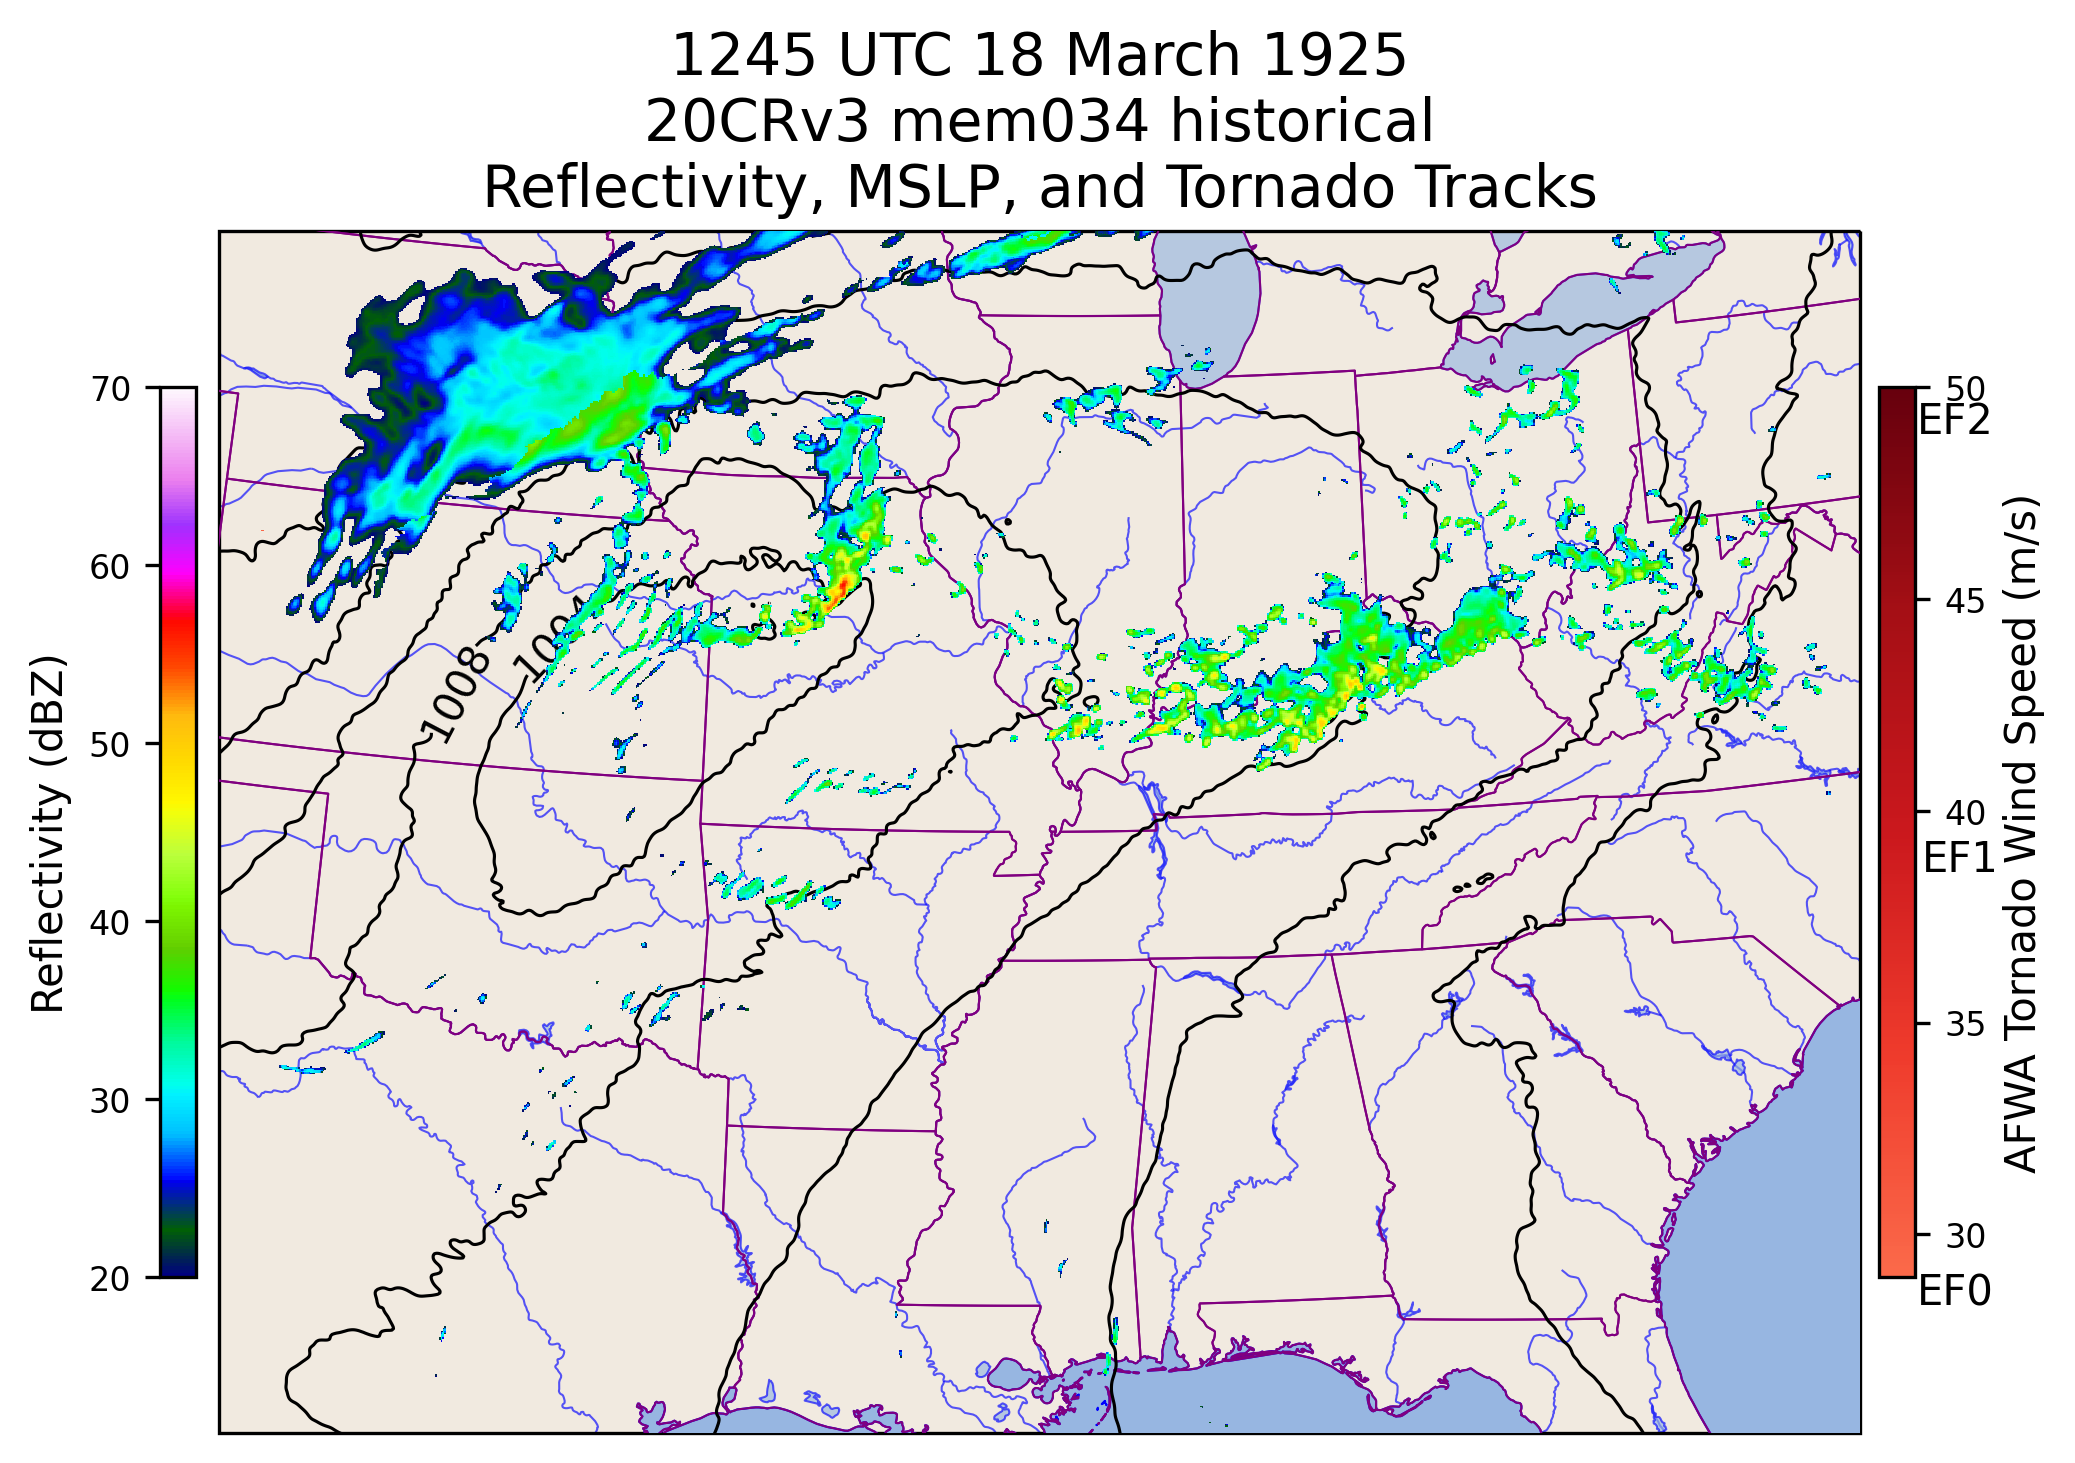 1245 UTC 18 March 1925
20CRv3 mem034 historical
Reflectivity, MSLP, and Tornado Tracks
70
60
50
40
30
20
Reflectivity (dBZ)
1008
1004
50
EF2
45
40
EF1
35
30
EF0
AFWA Tornado Wind Speed (m/s)